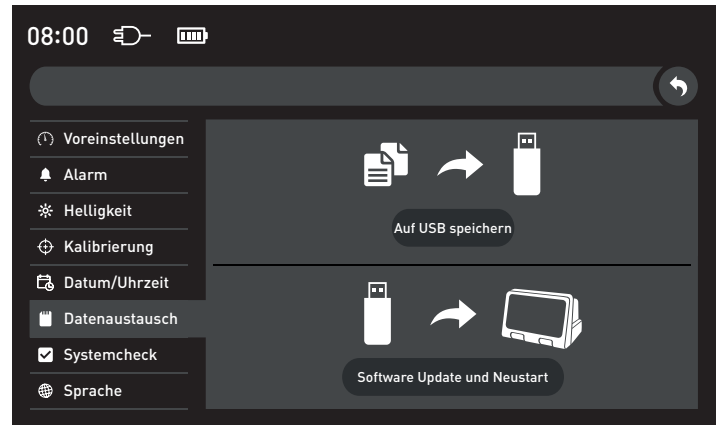 08:00
Voreinstellungen
Alarm
Helligkeit
Kalibrierung
Datum/Uhrzeit
Datenaustausch
Systemcheck
Sprache
Auf USB speichern
Software Update und Neustart